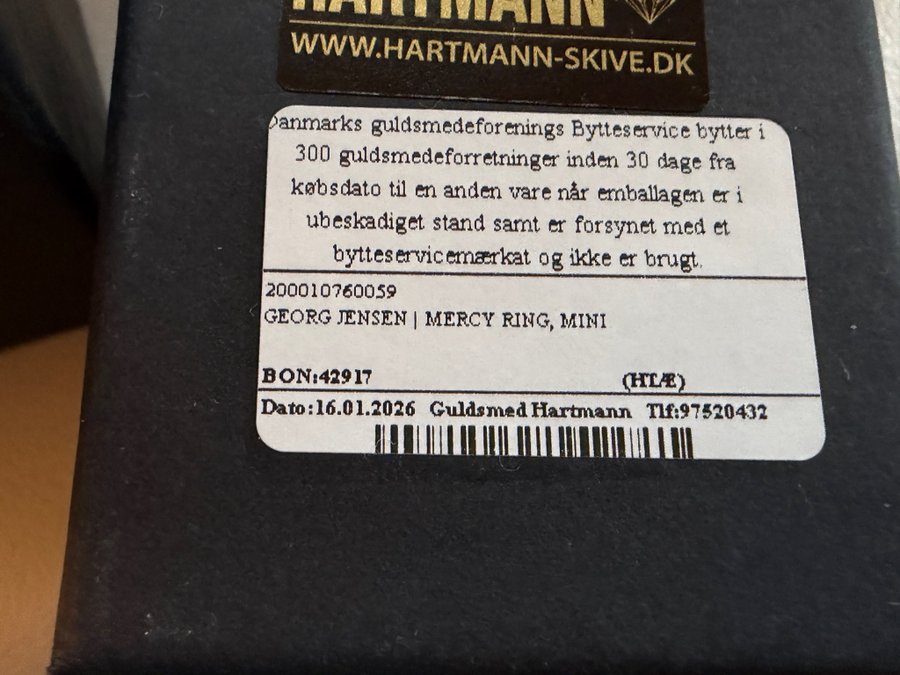 HARTMANN
WWW.HARTMANN-SKIVE.DK
Danmarks guldsmedeforenings Bytteservice bytter i
300 guldsmedeforretninger inden 30 dage fra
købsdato til en anden vare når emballagen er i
ubeskadiget stand samt er forsynet med et
bytteservicemærkat og ikke er brugt.
200010760059
GEORG JENSEN | MERCY RING, MINI
BON:42917 (HLÆ)
Dato:16.01.2026 Guldsmed Hartmann Tlf:97520432